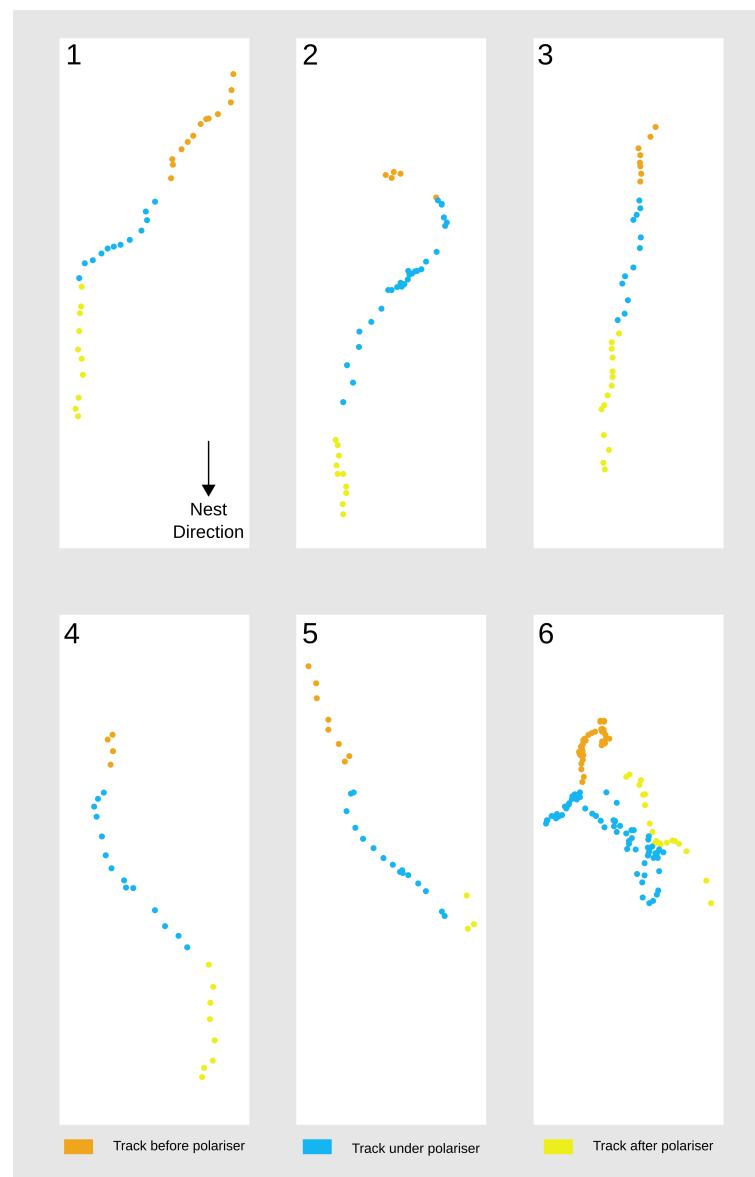 1
2
3
Nest
Direction
4
5
6
Track before polariser
Track under polariser
Track after polariser